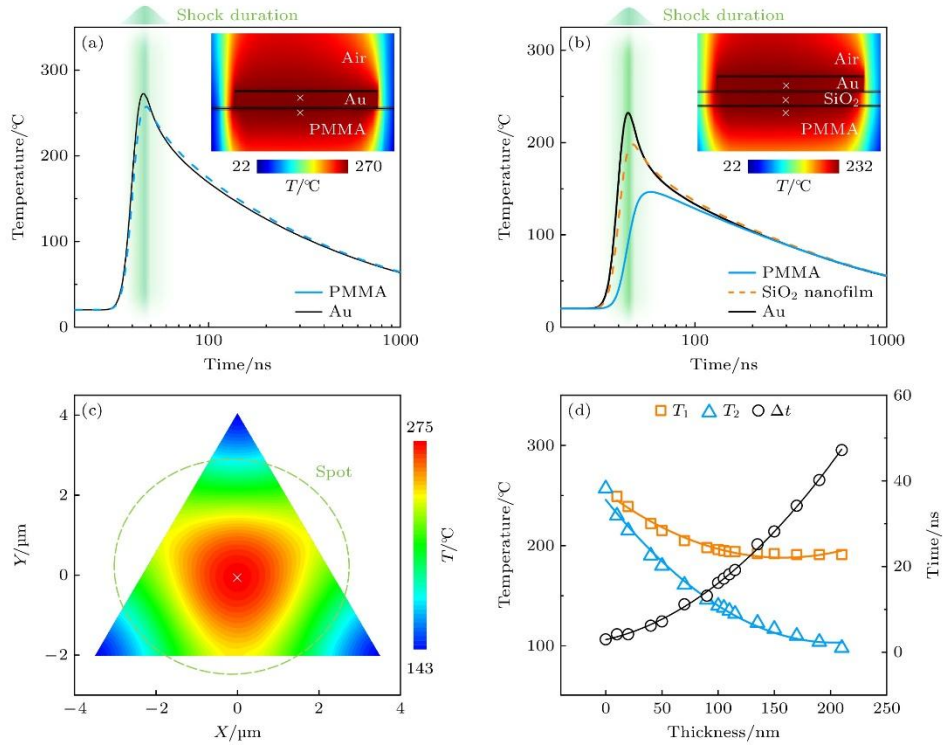 Shock duration
(a)
300
200
100
0
Temperature/°C
Air
Au
PMMA
22
270
T/°C
PMMA
Au
100
1000
Time/ns
Shock duration
(b)
300
200
100
0
Temperature/°C
Air
Au
SiO₂
PMMA
22
232
T/°C
PMMA
SiO₂ nanofilm
Au
100
1000
Time/ns
(c)
4
2
0
−2
Y/μm
Spot
275
T/°C
143
−4
−2
0
2
4
X/μm
(d)
T₁
T₂
Δt
300
250
200
150
100
Temperature/°C
60
40
20
0
Time/ns
0
50
100
150
200
250
Thickness/nm